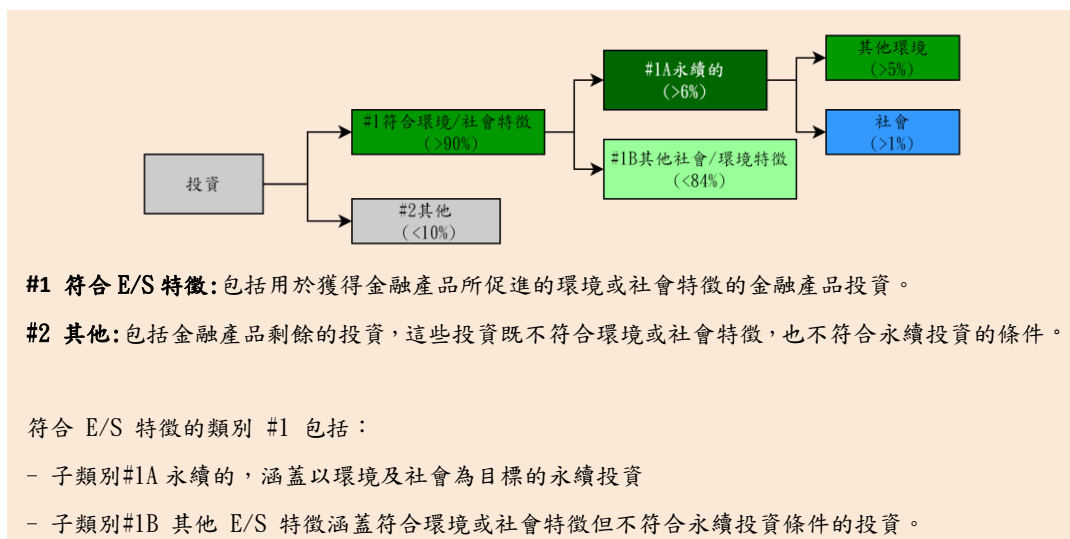 其他環境
(>5%)
#1A永續的
(>6%)
#1符合環境/社會特徵
(>90%)
社會
(>1%)
#1B其他社會/環境特徵
(<84%)
投資
#2其他
(<10%)
#1 符合 E/S 特徵:包括用於獲得金融產品所促進的環境或社會特徵的金融產品投資。
#2 其他:包括金融產品剩餘的投資，這些投資既不符合環境或社會特徵，也不符合永續投資的條件。
符合 E/S 特徵的類別 #1 包括：
- 子類別#1A 永續的，涵蓋以環境及社會為目標的永續投資
- 子類別#1B 其他 E/S 特徵涵蓋符合環境或社會特徵但不符合永續投資條件的投資。